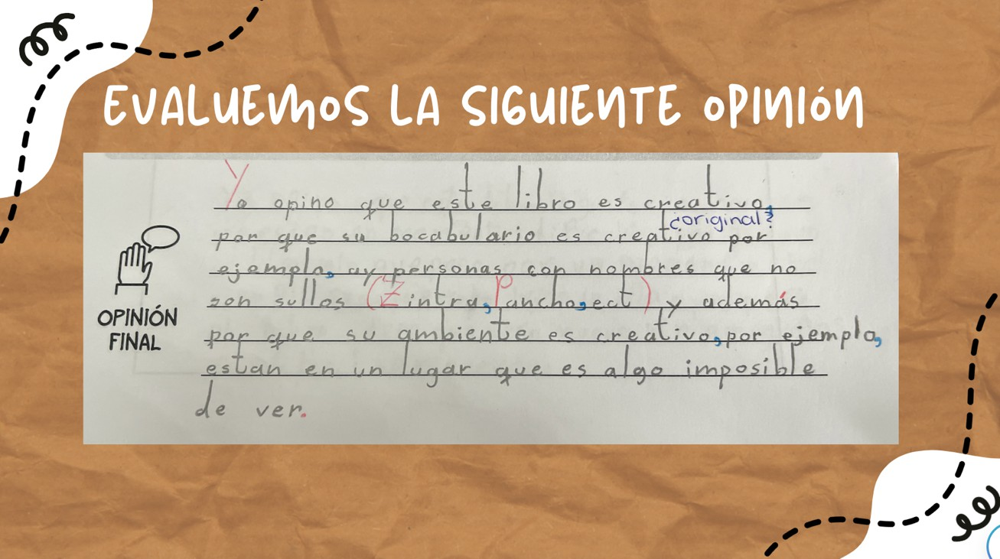 EVALUEMOS LA SIGUIENTE OPINIÓN
Yo opino que este libro es creativo,
¿original?
por que su bocabulario es creativo por
ejemplo, ay personas con nombres que no
son sullos (Zintra, Pancho, ect) y además
por que su ambiente es creativo, por ejemplo,
estan en un lugar que es algo imposible
de ver.
OPINIÓN
FINAL